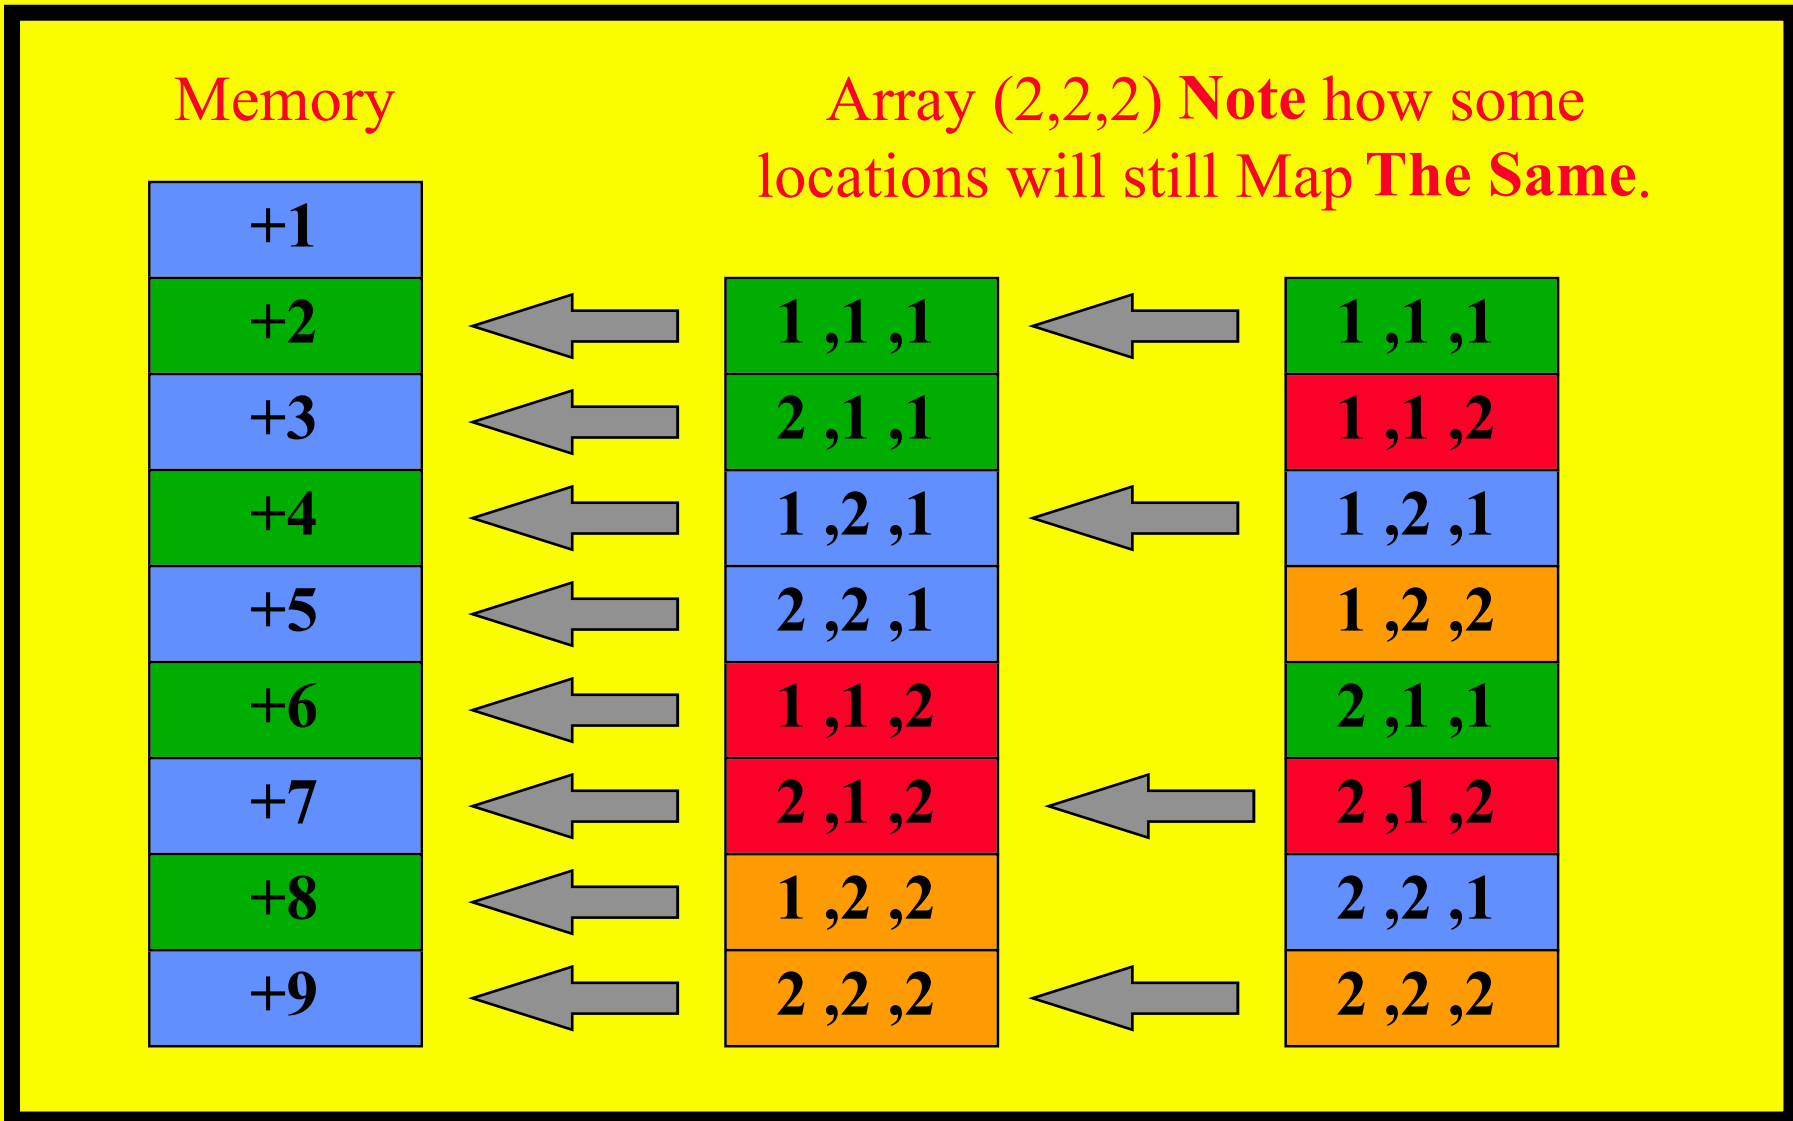 Memory
Array (2,2,2) Note how some
locations will still Map The Same.
+1
+2
1 ,1 ,1
1 ,1 ,1
+3
2 ,1 ,1
1 ,1 ,2
+4
1 ,2 ,1
1 ,2 ,1
+5
2 ,2 ,1
1 ,2 ,2
+6
1 ,1 ,2
2 ,1 ,1
+7
2 ,1 ,2
2 ,1 ,2
+8
1 ,2 ,2
2 ,2 ,1
+9
2 ,2 ,2
2 ,2 ,2